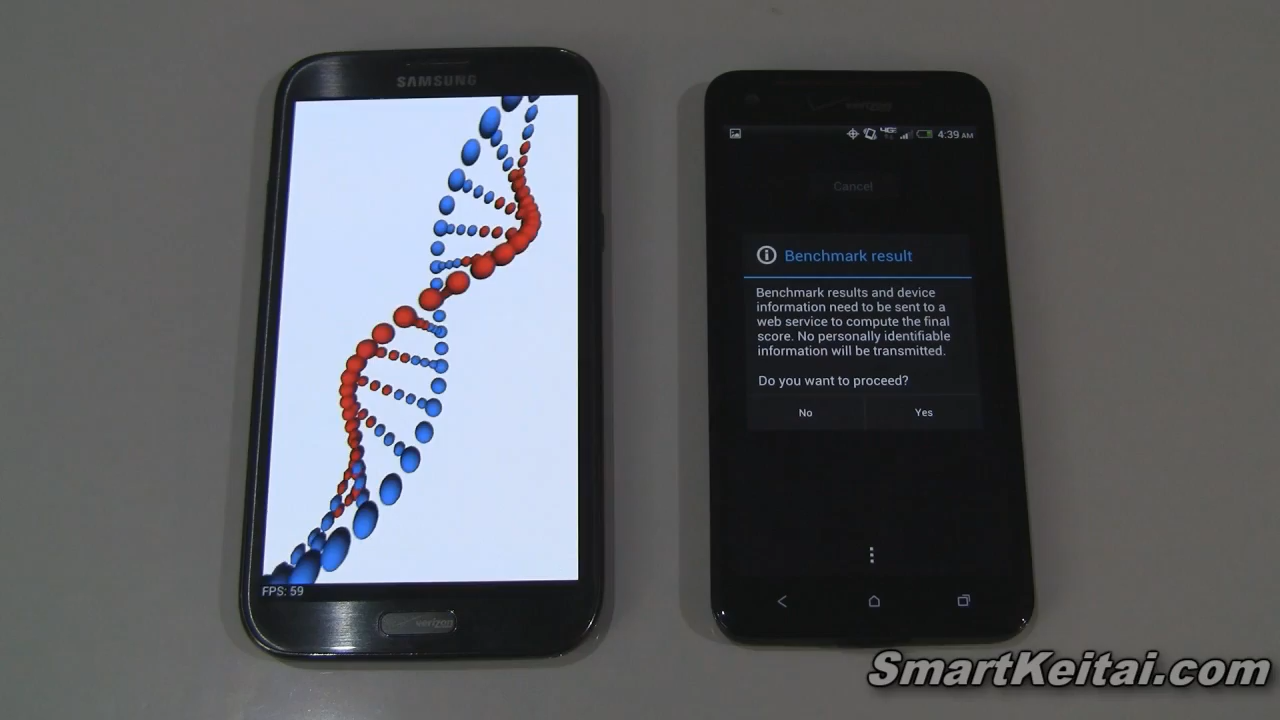 SAMSUNG
FPS: 59
verizon
verizon
4G
4:39 AM
Cancel
Benchmark result
Benchmark results and device
information need to be sent to a
web service to compute the final
score. No personally identifiable
information will be transmitted.
Do you want to proceed?
No
Yes
SmartKeitai.com